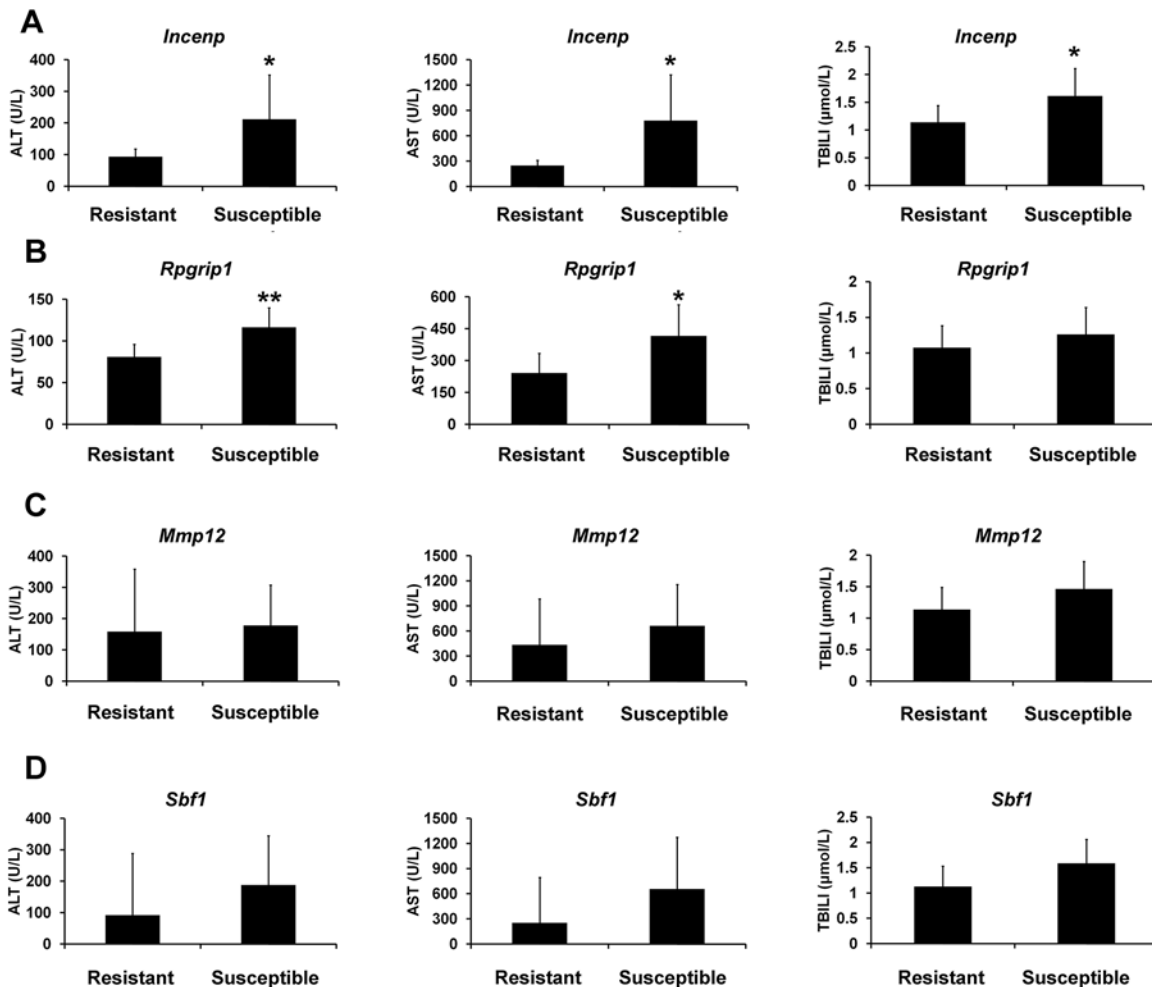 A
Incenp
Incenp
Incenp
ALT (U/L)
400
300
200
100
0
*
Resistant Susceptible
AST (U/L)
1500
1200
900
600
300
0
*
Resistant Susceptible
TBILI (µmol/L)
2.5
2
1.5
1
0.5
0
*
Resistant Susceptible
B
Rpgrip1
Rpgrip1
Rpgrip1
ALT (U/L)
150
100
50
0
**
Resistant Susceptible
AST (U/L)
600
450
300
150
0
*
Resistant Susceptible
TBILI (µmol/L)
2
1.5
1
0.5
0
Resistant Susceptible
C
Mmp12
Mmp12
Mmp12
ALT (U/L)
400
300
200
100
0
Resistant Susceptible
AST (U/L)
1500
1200
900
600
300
0
Resistant Susceptible
TBILI (µmol/L)
2
1.5
1
0.5
0
Resistant Susceptible
D
Sbf1
Sbf1
Sbf1
ALT (U/L)
400
300
200
100
0
Resistant Susceptible
AST (U/L)
1500
1200
900
600
300
0
Resistant Susceptible
TBILI (µmol/L)
2.5
2
1.5
1
0.5
0
Resistant Susceptible